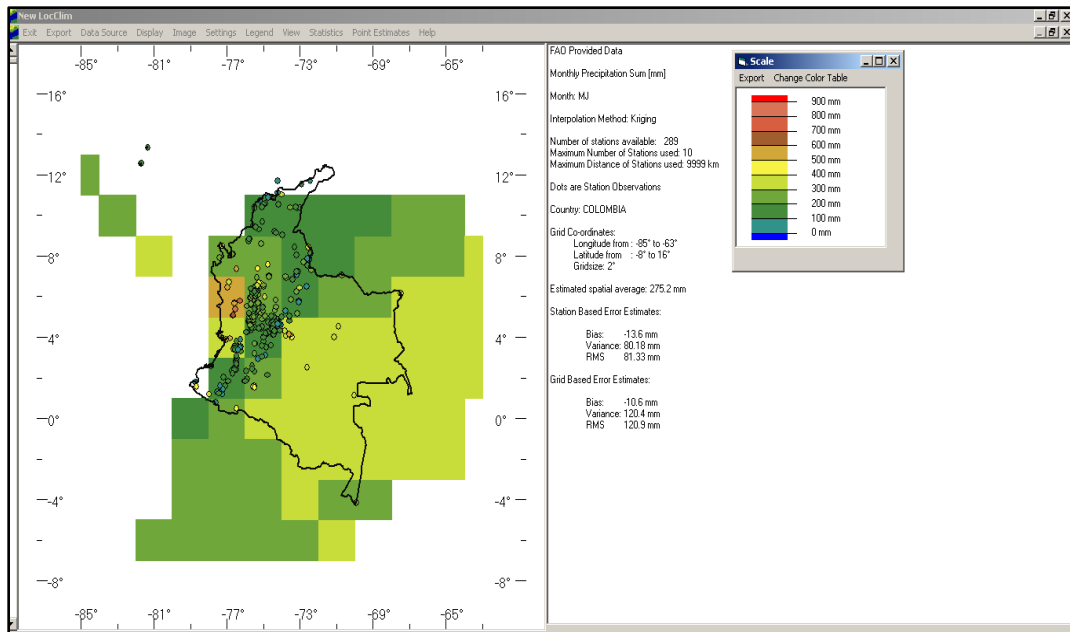 New LocClim
Exit Export Data Source Display Image Settings Legend View Statistics Point Estimates Help
-85° -81° -77° -73° -69° -65°
16° 16°
12° 12°
8° 8°
4° 4°
0° 0°
-4° -4°
-8° -8°
-85° -81° -77° -73° -69° -65°
FAO Provided Data
Monthly Precipitation Sum [mm]
Month: MJ
Interpolation Method: Kriging
Number of stations available: 289
Maximum Number of Stations used: 10
Maximum Distance of Stations used: 9999 km
Dots are Station Observations
Country: COLOMBIA
Grid Co-ordinates:
Longitude from : -85° to -63°
Latitude from : -8° to 16°
Gridsize: 2°
Estimated spatial average: 275.2 mm
Station Based Error Estimates:
Bias: -13.6 mm
Variance: 80.18 mm
RMS 81.33 mm
Grid Based Error Estimates:
Bias: -10.6 mm
Variance: 120.4 mm
RMS 120.9 mm
Scale
Export Change Color Table
900 mm
800 mm
700 mm
600 mm
500 mm
400 mm
300 mm
200 mm
100 mm
0 mm